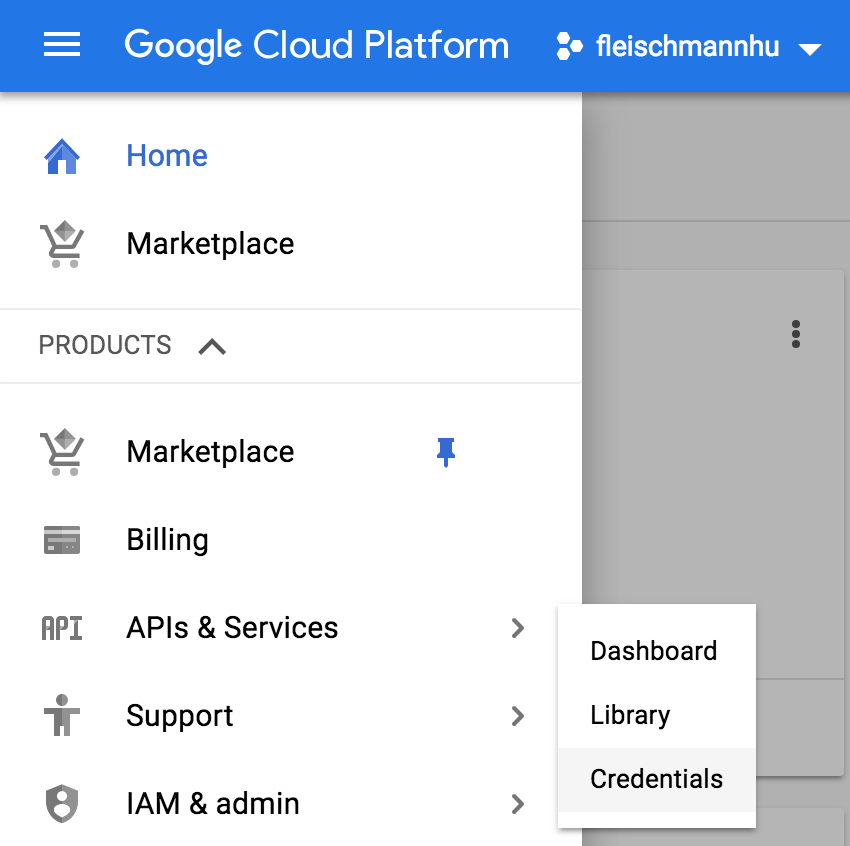 Google Cloud Platform fleischmannhu
Home
Marketplace
PRODUCTS
Marketplace
Billing
API APIs & Services
Dashboard
Library
Support
Credentials
IAM & admin